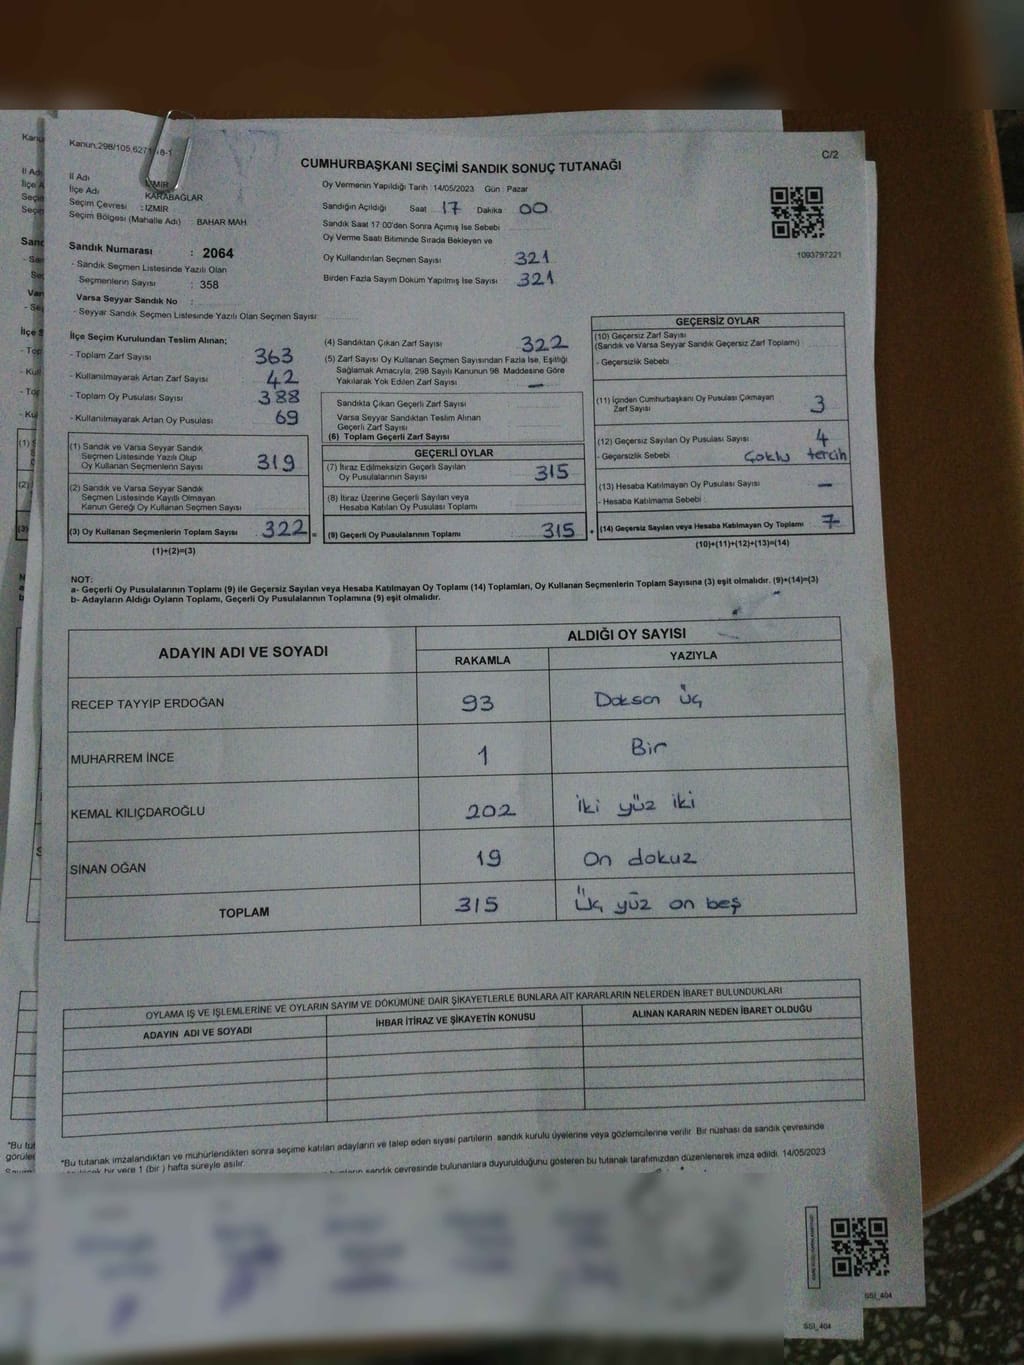 Kanun;298/105,627
-8-1
C/2
CUMHURBAŞKANI SEÇİMİ SANDIK SONUÇ TUTANAĞI
İl Adı : İZMİR
İlçe Adı KARABAĞLAR
Seçim Çevresi : İZMİR
Seçim Bölgesi (Mahalle Adı) : BAHAR MAH.
Sandık Numarası : 2064
- Sandık Seçmen Listesinde Yazılı Olan
Seçmenlerin Sayısı : 358
Varsa Seyyar Sandık No :
- Seyyar Sandık Seçmen Listesinde Yazılı Olan Seçmen Sayısı:
Oy Vermenin Yapıldığı Tarih : 14/05/2023 Gün : Pazar
Sandığın Açıldığı Saat 17 Dakika 00
Sandık Saat 17:00'den Sonra Açımış İse Sebebi
Oy Verme Saati Bitiminde Sırada Bekleyen ve
Oy Kullandırılan Seçmen Sayısı 321
Birden Fazla Sayım Döküm Yapılmış İse Sayısı 321
1093797221
İlçe Seçim Kurulundan Teslim Alınan;
- Toplam Zarf Sayısı 363
- Kullanılmayarak Artan Zarf Sayısı 42
- Toplam Oy Pusulası Sayısı 388
- Kullanılmayarak Artan Oy Pusulası 69
(1) Sandık ve Varsa Seyyar Sandık
Seçmen Listesinde Yazılı Olup
Oy Kullanan Seçmenlerin Sayısı 319
(2) Sandık ve Varsa Seyyar Sandık
Seçmen Listesinde Kayıtlı Olmayan
Kanun Gereği Oy Kullanan Seçmen Sayısı
(3) Oy Kullanan Seçmenlerin Toplam Sayısı 322 =
(1)+(2)=(3)
(4) Sandıktan Çıkan Zarf Sayısı 322
(5) Zarf Sayısı Oy Kullanan Seçmen Sayısından Fazla İse, Eşitliği
Sağlamak Amacıyla, 298 Sayılı Kanunun 98. Maddesine Göre
Yakılarak Yok Edilen Zarf Sayısı –
Sandıkta Çıkan Geçerli Zarf Sayısı
Varsa Seyyar Sandıktan Teslim Alınan
Geçerli Zarf Sayısı
(6) Toplam Geçerli Zarf Sayısı
GEÇERLİ OYLAR
(7) İtiraz Edilmeksizin Geçerli Sayılan
Oy Pusulalarının Sayısı 315
(8) İtiraz Üzerine Geçerli Sayılan veya
Hesaba Katılan Oy Pusulası Toplamı
(9) Geçerli Oy Pusulalarının Toplamı 315 +
GEÇERSİZ OYLAR
(10) Geçersiz Zarf Sayısı
(Sandık ve Varsa Seyyar Sandık Geçersiz Zarf Toplamı)
- Geçersizlik Sebebi
(11) İçinden Cumhurbaşkanı Oy Pusulası Çıkmayan
Zarf Sayısı 3
(12) Geçersiz Sayılan Oy Pusulası Sayısı 4
- Geçersizlik Sebebi Çoklu tercih
(13) Hesaba Katılmayan Oy Pusulası Sayısı –
- Hesaba Katılmama Sebebi
(14) Geçersiz Sayılan veya Hesaba Katılmayan Oy Toplamı 7
(10)+(11)+(12)+(13)=(14)
NOT:
a- Geçerli Oy Pusulalarının Toplamı (9) ile Geçersiz Sayılan veya Hesaba Katılmayan Oy Toplamı (14) Toplamları, Oy Kullanan Seçmenlerin Toplam Sayısına (3) eşit olmalıdır. (9)+(14)=(3)
b- Adayların Aldığı Oyların Toplamı, Geçerli Oy Pusulalarının Toplamına (9) eşit olmalıdır.
ADAYIN ADI VE SOYADI ALDIĞI OY SAYISI
RAKAMLA YAZIYLA
RECEP TAYYİP ERDOĞAN 93 Doksan üç
MUHARREM İNCE 1 Bir
KEMAL KILIÇDAROĞLU 202 İki yüz iki
SİNAN OĞAN 19 On dokuz
TOPLAM 315 Üç yüz on beş
OYLAMA İŞ VE İŞLEMLERİNE VE OYLARIN SAYIM VE DÖKÜMÜNE DAİR ŞİKAYETLERLE BUNLARA AİT KARARLARIN NELERDEN İBARET BULUNDUKLARI
ADAYIN ADI VE SOYADI İHBAR İTİRAZ VE ŞİKAYETİN KONUSU ALINAN KARARIN NEDEN İBARET OLDUĞU
*Bu tutanak imzalandıktan ve mühürlendikten sonra seçime katılan adayların ve talep eden siyasi partilerin sandık kurulu üyelerine veya gözlemcilerine verilir. Bir nüshası da sandık çevresinde
bir yere 1 (bir ) hafta süreyle asılır.
sandık çevresinde bulunanlara duyurulduğunu gösteren bu tutanak tarafımızdan düzenlenerek imza edildi. 14/05/2023
SSI_404
SSI_404